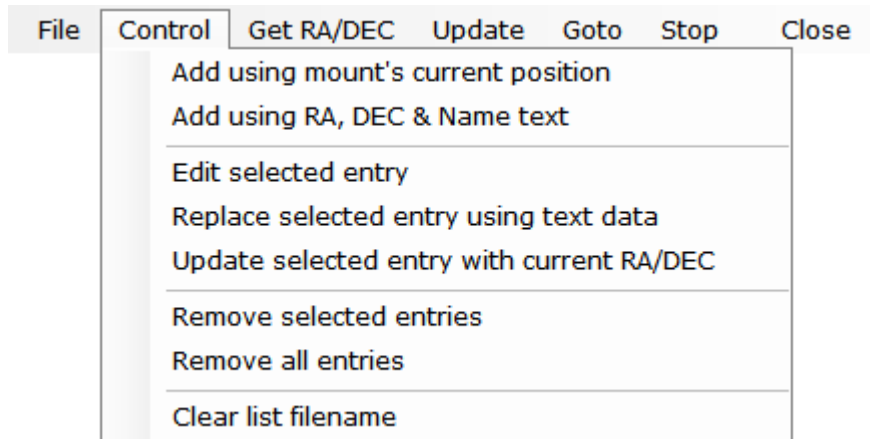 File Control Get RA/DEC Update Goto Stop Close
Add using mount's current position
Add using RA, DEC & Name text
Edit selected entry
Replace selected entry using text data
Update selected entry with current RA/DEC
Remove selected entries
Remove all entries
Clear list filename